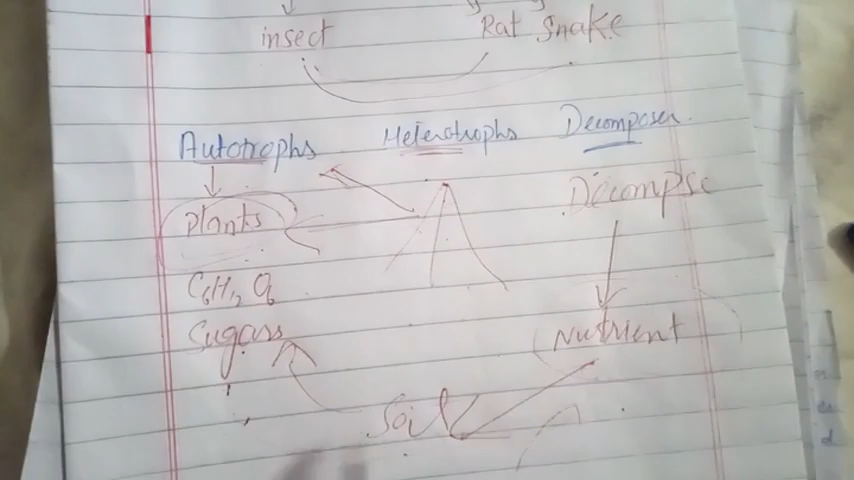 insect Rat Snake
Autotrophs Heterotrophs Decomposer.
Plants Decompse
C6H12O6
Sugars Nutrient
Soil